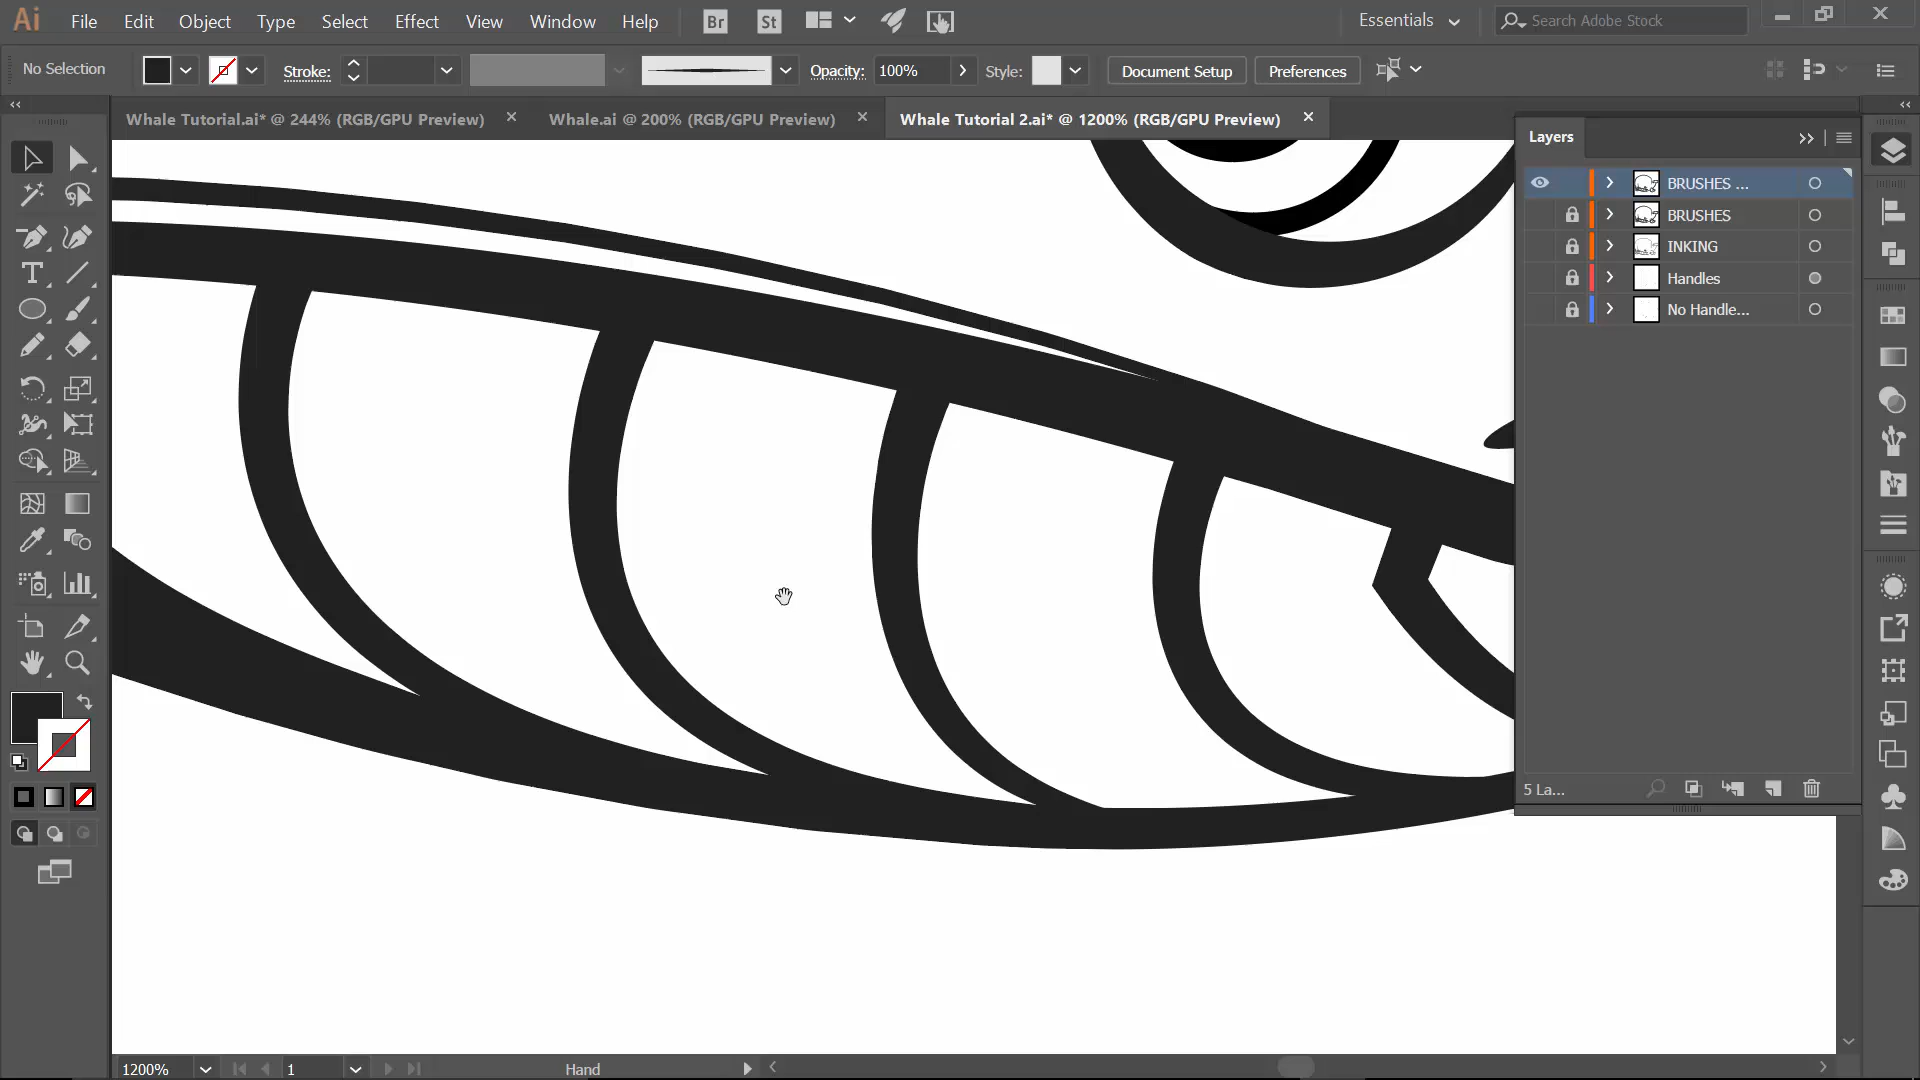 Ai File Edit Object Type Select Effect View Window Help Br St Essentials Search Adobe Stock
No Selection Stroke: Opacity: 100% Style: Document Setup Preferences
Whale Tutorial.ai* @ 244% (RGB/GPU Preview) Whale.ai @ 200% (RGB/GPU Preview) Whale Tutorial 2.ai* @ 1200% (RGB/GPU Preview)
Layers
BRUSHES ...
BRUSHES
INKING
Handles
No Handle...
5 La...
1200% 1 Hand